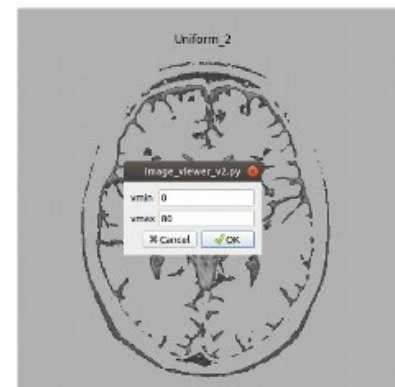 Uniform_2
Image_viewer_v2.py
vmin 0
vmax 80
Cancel OK